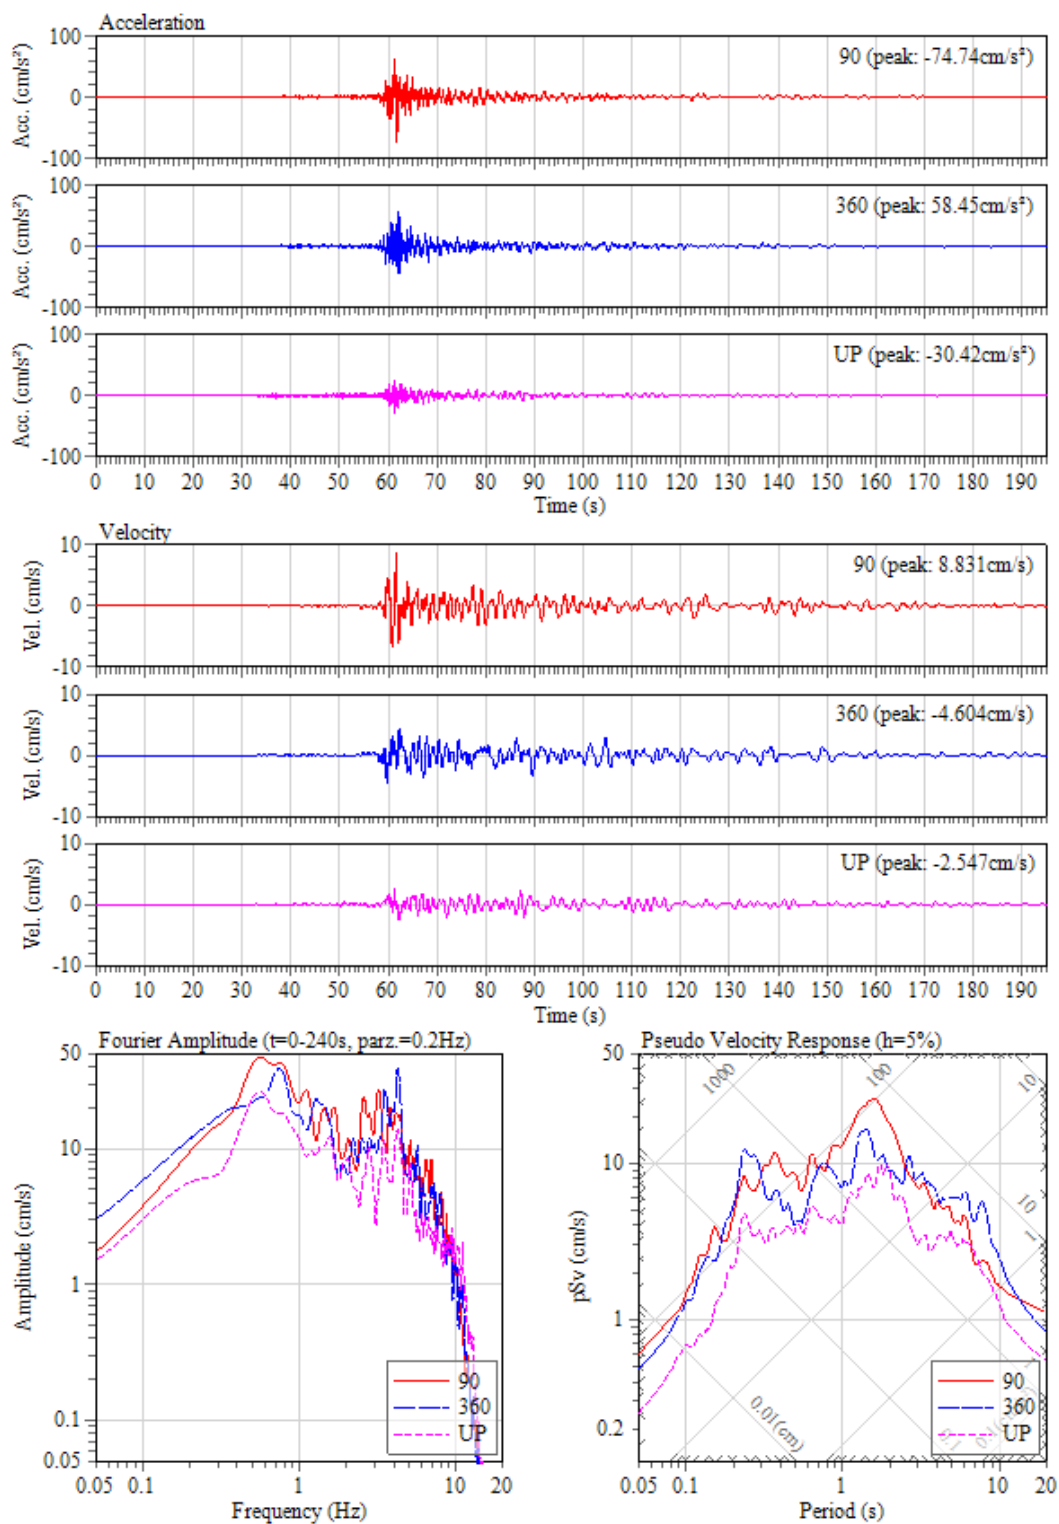 Acceleration
Acc. (cm/s²)
100
0
-100
90 (peak: -74.74cm/s²)
Acc. (cm/s²)
100
0
-100
360 (peak: 58.45cm/s²)
Acc. (cm/s²)
100
0
-100
UP (peak: -30.42cm/s²)
0 10 20 30 40 50 60 70 80 90 100 110 120 130 140 150 160 170 180 190
Time (s)
Velocity
Vel. (cm/s)
10
0
-10
90 (peak: 8.831cm/s)
Vel. (cm/s)
10
0
-10
360 (peak: -4.604cm/s)
Vel. (cm/s)
10
0
-10
UP (peak: -2.547cm/s)
0 10 20 30 40 50 60 70 80 90 100 110 120 130 140 150 160 170 180 190
Time (s)
Fourier Amplitude (t=0-240s, parz.=0.2Hz)
Amplitude (cm/s)
50
10
1
0.1
0.05
90
360
UP
0.05 0.1 1 10 20
Frequency (Hz)
Pseudo Velocity Response (h=5%)
pSv (cm/s)
50
10
1
0.2
1000
100
10
10
1
1
0.01(cm)
0.1
90
360
UP
0.05 0.1 1 10 20
Period (s)